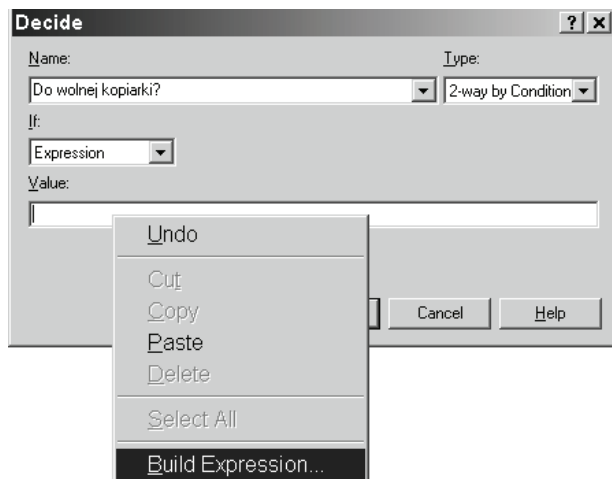 Decide
Name: Type:
Do wolnej kopiarki? 2-way by Condition
If:
Expression
Value:
Undo
Cut
Copy
Paste
Delete
Select All
Build Expression...
Cancel Help